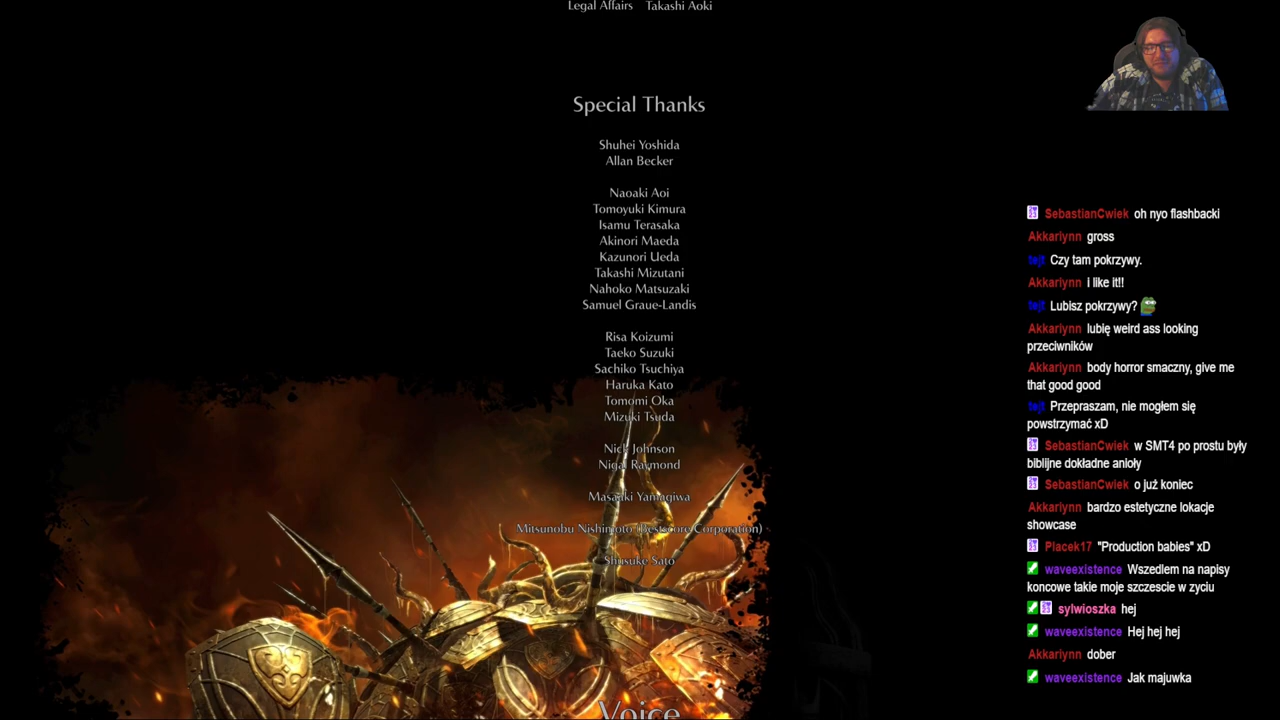 Legal Affairs Takashi Aoki
Special Thanks
Shuhei Yoshida
Allan Becker
Naoaki Aoi
Tomoyuki Kimura
Isamu Terasaka
Akinori Maeda
Kazunori Ueda
Takashi Mizutani
Nahoko Matsuzaki
Samuel Graue-Landis
Risa Koizumi
Taeko Suzuki
Sachiko Tsuchiya
Haruka Kato
Tomomi Oka
Mizuki Tsuda
Nick Johnson
Nigel Raymond
Masaaki Yamagiwa
Mitsunobu Nishimoto (Bestscore Corporation)
Shusuke Sato
Voice
SebastianCwiek oh nyo flashbacki
Akkarlynn gross
tejt Czy tam pokrzywy.
Akkarlynn i like it!!
tejt Lubisz pokrzywy?
Akkarlynn lubię weird ass looking
przeciwników
Akkarlynn body horror smaczny, give me
that good good
tejt Przepraszam, nie mogłem się
powstrzymać xD
SebastianCwiek w SMT4 po prostu były
biblijne dokładne anioły
SebastianCwiek o już koniec
Akkarlynn bardzo estetyczne lokacje
showcase
Placek17 "Production babies" xD
waveexistence Wszedlem na napisy
koncowe takie moje szczescie w zyciu
sylwioszka hej
waveexistence Hej hej hej
Akkarlynn dober
waveexistence Jak majuwka